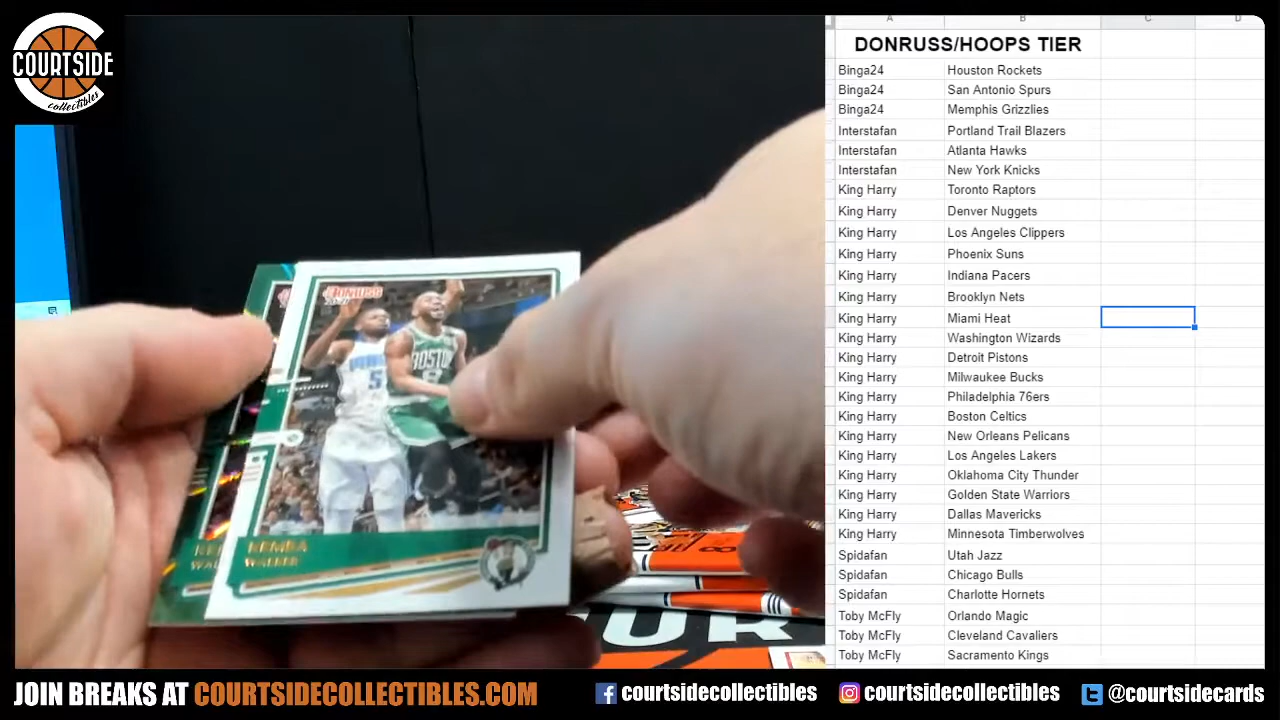 COURTSIDE
collectibles
A B C D
DONRUSS/HOOPS TIER
Binga24 Houston Rockets
Binga24 San Antonio Spurs
Binga24 Memphis Grizzlies
Interstafan Portland Trail Blazers
Interstafan Atlanta Hawks
Interstafan New York Knicks
King Harry Toronto Raptors
King Harry Denver Nuggets
King Harry Los Angeles Clippers
King Harry Phoenix Suns
King Harry Indiana Pacers
King Harry Brooklyn Nets
King Harry Miami Heat
King Harry Washington Wizards
King Harry Detroit Pistons
King Harry Milwaukee Bucks
King Harry Philadelphia 76ers
King Harry Boston Celtics
King Harry New Orleans Pelicans
King Harry Los Angeles Lakers
King Harry Oklahoma City Thunder
King Harry Golden State Warriors
King Harry Dallas Mavericks
King Harry Minnesota Timberwolves
Spidafan Utah Jazz
Spidafan Chicago Bulls
Spidafan Charlotte Hornets
Toby McFly Orlando Magic
Toby McFly Cleveland Cavaliers
Toby McFly Sacramento Kings
DONRUSS
BOSTON
8
5
KEMBA
WALKER
OUR
JOIN BREAKS AT COURTSIDECOLLECTIBLES.COM
courtsidecollectibles
courtsidecollectibles
@courtsidecards